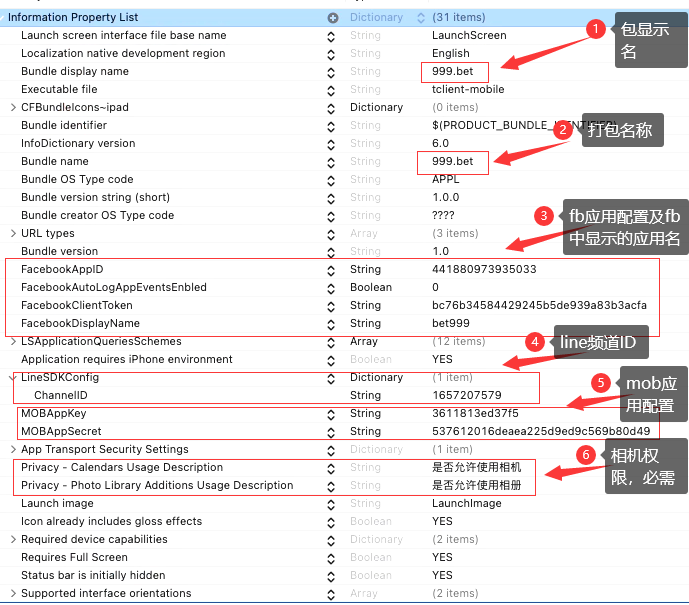 Information Property List Dictionary (31 items)
Launch screen interface file base name String LaunchScreen
Localization native development region String English
Bundle display name String 999.bet
1 包显示名
Executable file String tclient-mobile
CFBundleIcons~ipad Dictionary (0 items)
Bundle identifier String $(PRODUCT_BUNDLE_IDENTIFIER)
2 打包名称
InfoDictionary version String 6.0
Bundle name String 999.bet
Bundle OS Type code String APPL
Bundle version string (short) String 1.0.0
Bundle creator OS Type code String ????
URL types Array (3 items)
3 fb应用配置及fb
中显示的应用名
Bundle version String 1.0
FacebookAppID String 441880973935033
FacebookAutoLogAppEventsEnbled Boolean 0
FacebookClientToken String bc76b34584429245b5de939a83b3acfa
FacebookDisplayName String bet999
LSApplicationQueriesSchemes Array (12 items)
4 line频道ID
Application requires iPhone environment Boolean YES
LineSDKConfig Dictionary (1 item)
5 mob应
用配置
ChannelID String 1657207579
MOBAppKey String 3611813ed37f5
MOBAppSecret String 537612016deaea225d9ed9c569b80d49
App Transport Security Settings Dictionary (1 item)
6 相机权
限，必需
Privacy - Calendars Usage Description String 是否允许使用相机
Privacy - Photo Library Additions Usage Description String 是否允许使用相册
Launch image String LaunchImage
Icon already includes gloss effects Boolean YES
Required device capabilities Dictionary (2 items)
Requires Full Screen Boolean YES
Status bar is initially hidden Boolean YES
Supported interface orientations Array (2 items)